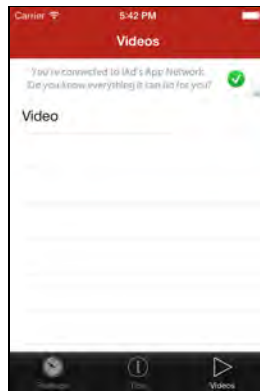 Carrier 5:42 PM
Videos
You're connected to iAd's App Network.
Did you know everything it can do for you?
Video
Videos